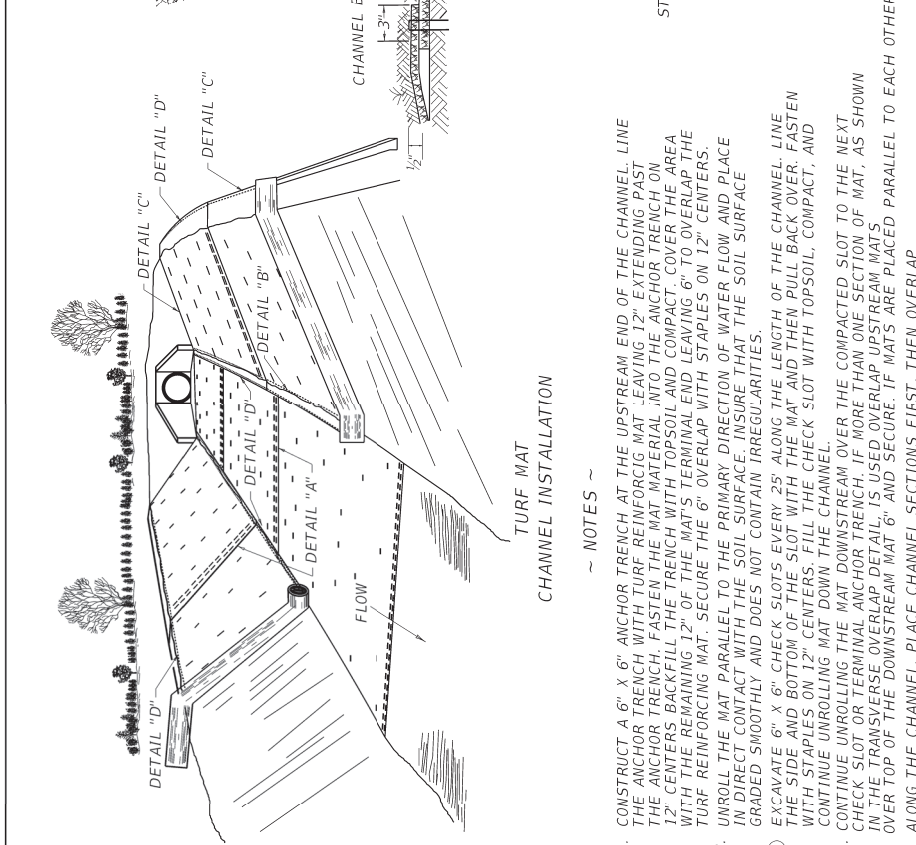 CHANNEL
3"
1/2"
ST
DETAIL "C"
DETAIL "D"
DETAIL "C"
DETAIL "B"
DETAIL "D"
DETAIL "A"
FLOW
DETAIL "D"
TURF MAT
CHANNEL INSTALLATION
~ NOTES ~
CONSTRUCT A 6" X 6" ANCHOR TRENCH AT THE UPSTREAM END OF THE CHANNEL. LINE
THE ANCHOR TRENCH WITH TURF REINFORCIG MAT LEAVING 12" EXTENDING PAST
THE ANCHOR TRENCH. FASTEN THE MAT MATERIAL INTO THE ANCHOR TRENCH ON
12" CENTERS BACKFILL THE TRENCH WITH TOPSOIL AND COMPACT. COVER THE AREA
WITH THE REMAINING 12" OF THE MAT'S TERMINAL END LEAVING 6" TO OVERLAP THE
TURF REINFORCING MAT. SECURE THE 6" OVERLAP WITH STAPLES ON 12" CENTERS.
UNROLL THE MAT PARALLEL TO THE PRIMARY DIRECTION OF WATER FLOW AND PLACE
IN DIRECT CONTACT WITH THE SOIL SURFACE. INSURE THAT THE SOIL SURFACE
GRADED SMOOTHLY AND DOES NOT CONTAIN IRREGULARITIES.
EXCAVATE 6" X 6" CHECK SLOTS EVERY 25' ALONG THE LENGTH OF THE CHANNEL. LINE
THE SIDE AND BOTTOM OF THE SLOT WITH THE MAT AND THEN PULL BACK OVER. FASTEN
WITH STAPLES ON 12" CENTERS. FILL THE CHECK SLOT WITH TOPSOIL, COMPACT, AND
CONTINUE UNROLLING MAT DOWN THE CHANNEL.
CONTINUE UNROLLING THE MAT DOWNSTREAM OVER THE COMPACTED SLOT TO THE NEXT
CHECK SLOT OR TERMINAL ANCHOR TRENCH. IF MORE THAN ONE SECTION OF MAT, AS SHOWN
IN THE TRANSVERSE OVERLAP DETAIL, IS USED OVERLAP UPSTREAM MATS
OVER TOP OF THE DOWNSTREAM MAT 6" AND SECURE. IF MATS ARE PLACED PARALLEL TO EACH OTHER
ALONG THE CHANNEL, PLACE CHANNEL SECTIONS FIRST, THEN OVERLAP